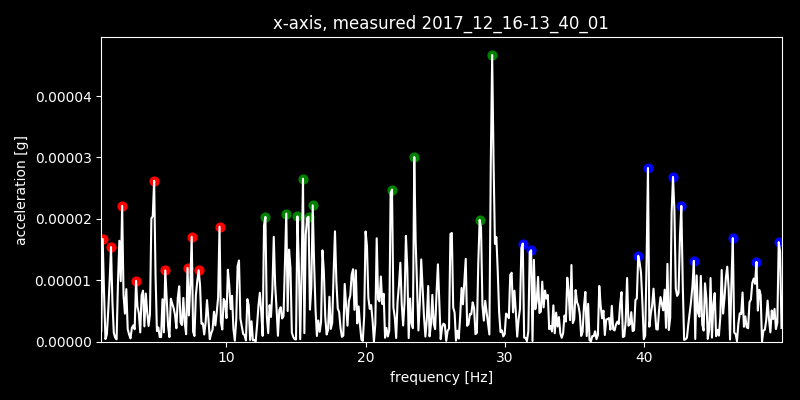 x-axis, measured 2017_12_16-13_40_01
acceleration [g]
0.00004
0.00003
0.00002
0.00001
0.00000
10 20 30 40
frequency [Hz]